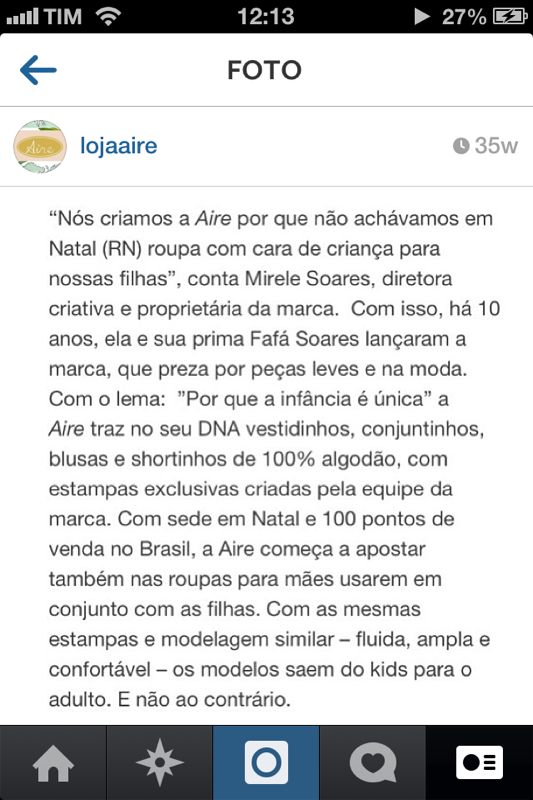 TIM 12:13 27%
FOTO
Aire lojaaire 35w
“Nós criamos a Aire por que não achávamos em
Natal (RN) roupa com cara de criança para
nossas filhas”, conta Mirele Soares, diretora
criativa e proprietária da marca.  Com isso, há 10
anos, ela e sua prima Fafá Soares lançaram a
marca, que preza por peças leves e na moda.
Com o lema:  ”Por que a infância é única” a
Aire traz no seu DNA vestidinhos, conjuntinhos,
blusas e shortinhos de 100% algodão, com
estampas exclusivas criadas pela equipe da
marca. Com sede em Natal e 100 pontos de
venda no Brasil, a Aire começa a apostar
também nas roupas para mães usarem em
conjunto com as filhas. Com as mesmas
estampas e modelagem similar – fluida, ampla e
confortável – os modelos saem do kids para o
adulto. E não ao contrário.